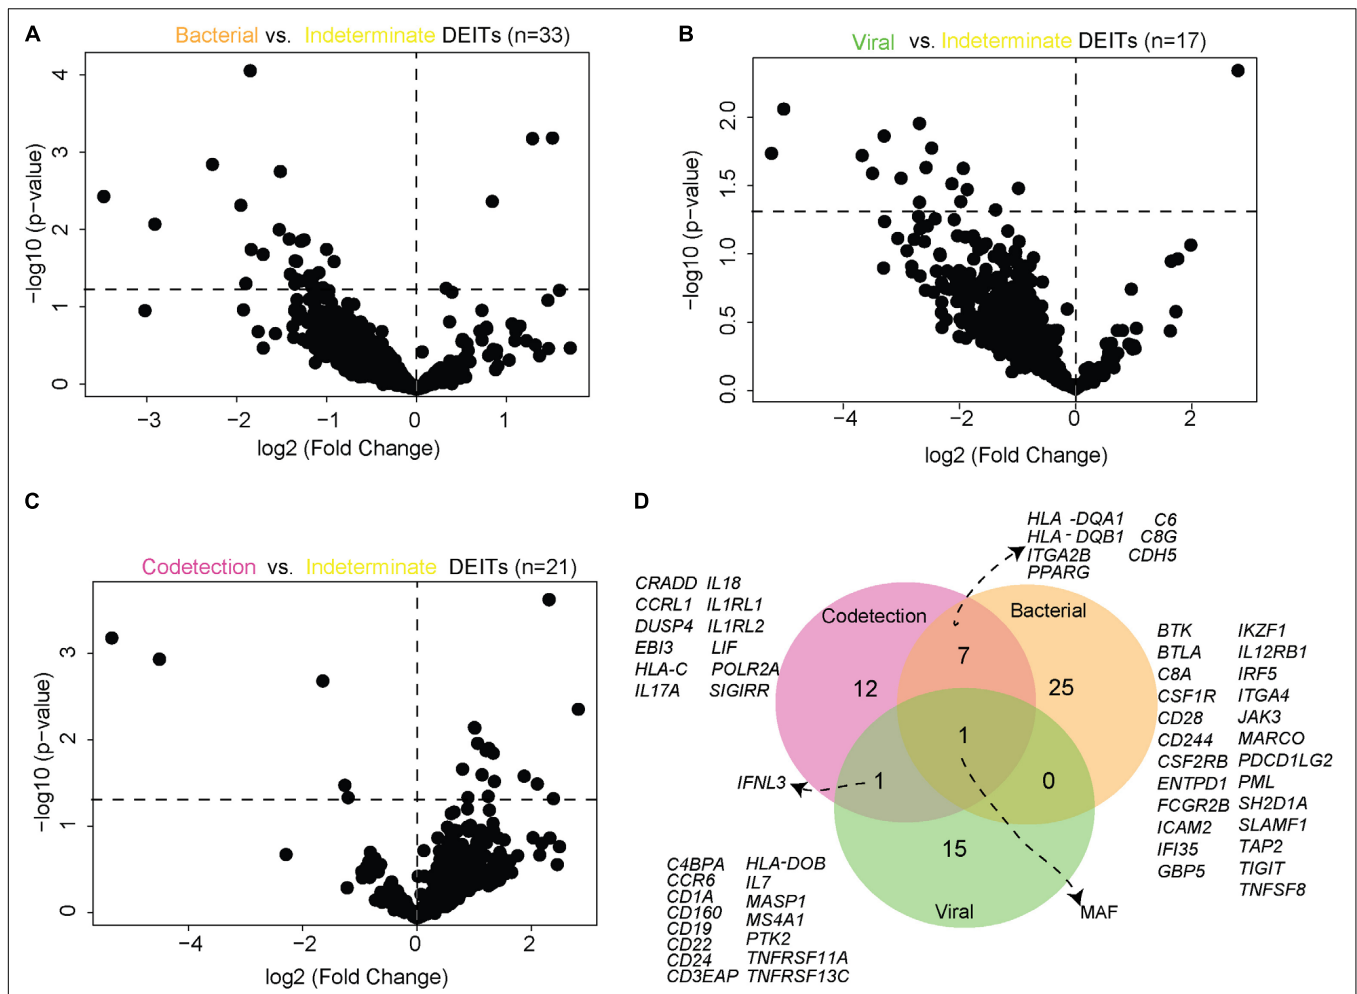 A
Bacterial vs. Indeterminate DEITs (n=33)
4
3
2
1
0
−log10 (p−value)
−3 −2 −1 0 1
log2 (Fold Change)
B
Viral vs. Indeterminate DEITs (n=17)
2.0
1.5
1.0
0.5
0.0
−log10 (p−value)
−4 −2 0 2
log2 (Fold Change)
C
Codetection vs. Indeterminate DEITs (n=21)
3
2
1
0
−log10 (p−value)
−4 −2 0 2
log2 (Fold Change)
D
HLA -DQA1 C6
HLA - DQB1 C8G
ITGA2B CDH5
PPARG
CRADD IL18
CCRL1 IL1RL1
DUSP4 IL1RL2
EBI3 LIF
HLA-C POLR2A
IL17A SIGIRR
Codetection
Bacterial
7
12
25
1
1
0
15
Viral
IFNL3
MAF
BTK IKZF1
BTLA IL12RB1
C8A IRF5
CSF1R ITGA4
CD28 JAK3
CD244 MARCO
CSF2RB PDCD1LG2
ENTPD1 PML
FCGR2B SH2D1A
ICAM2 SLAMF1
IFI35 TAP2
GBP5 TIGIT
TNFSF8
C4BPA HLA-DOB
CCR6 IL7
CD1A MASP1
CD160 MS4A1
CD19 PTK2
CD22
CD24 TNFRSF11A
CD3EAP TNFRSF13C